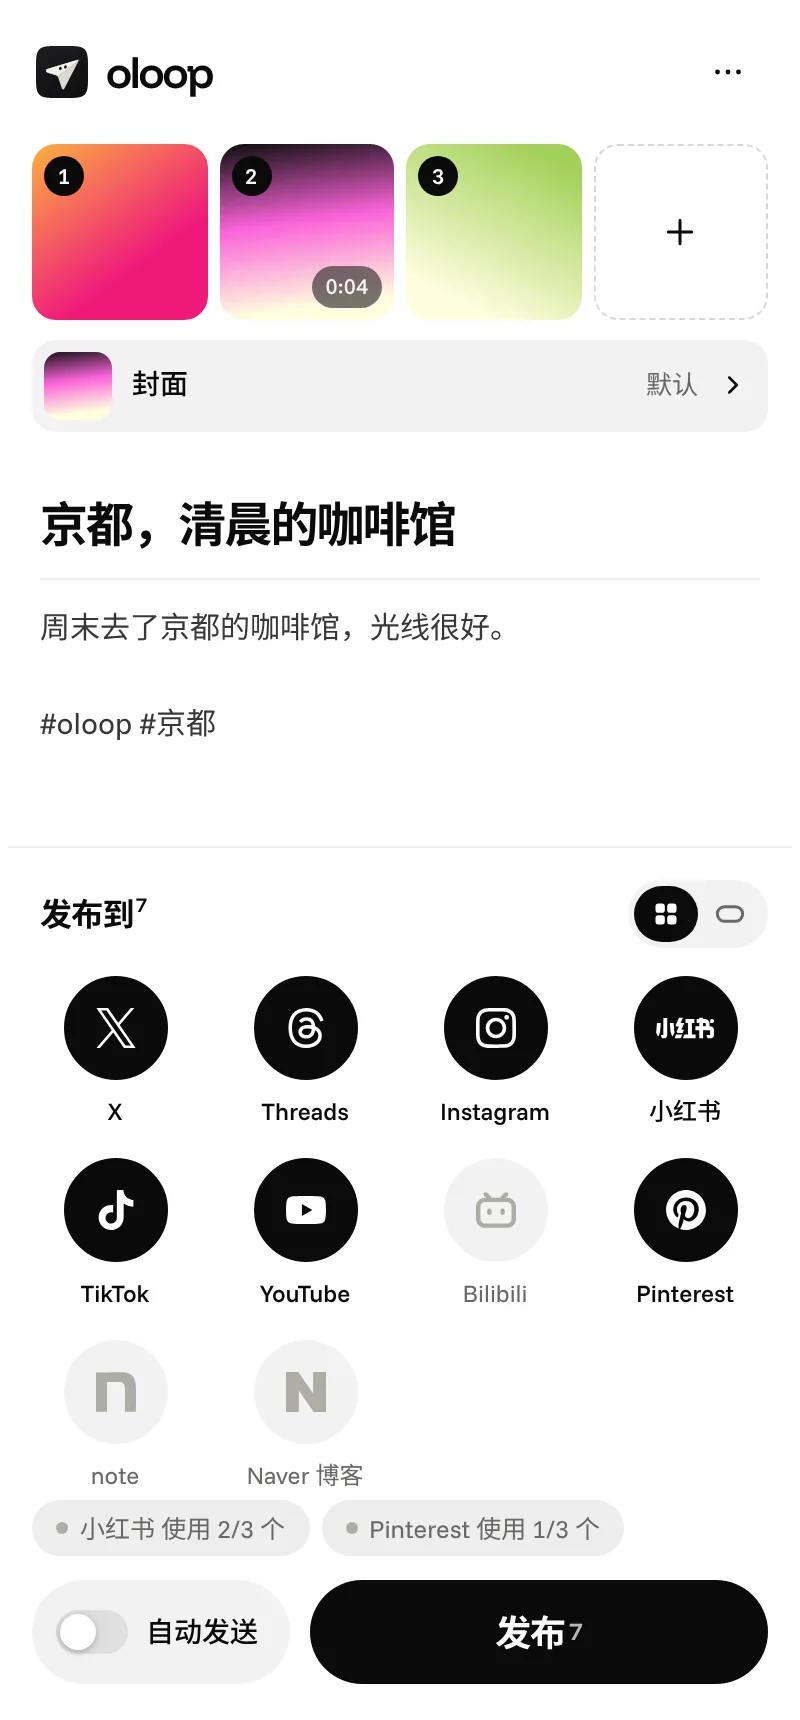 oloop
1
2
3
0:04
封面
默认
京都，清晨的咖啡馆
周末去了京都的咖啡馆，光线很好。
#oloop #京都
发布到7
X
Threads
Instagram
小红书
小红书
TikTok
YouTube
Bilibili
Pinterest
note
Naver 博客
小红书 使用 2/3 个
Pinterest 使用 1/3 个
自动发送
发布7